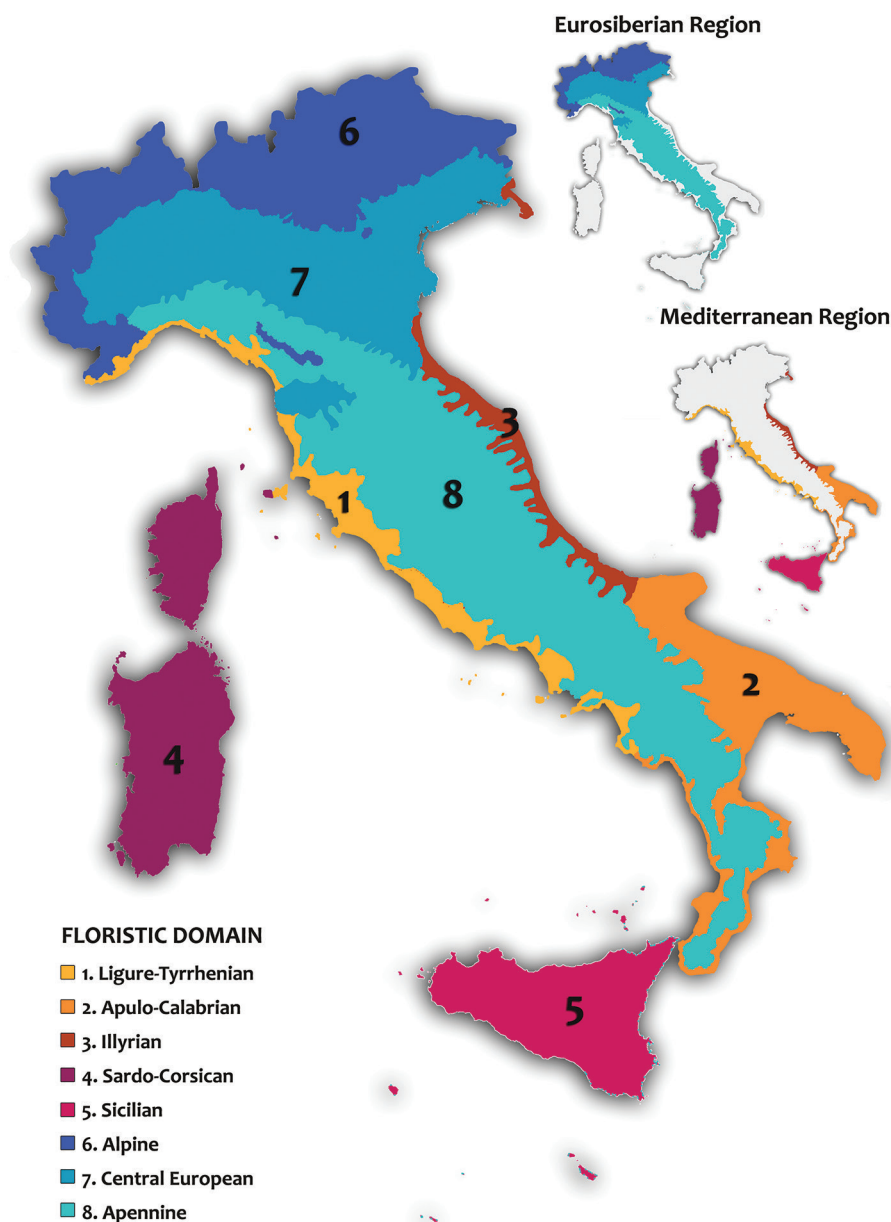 Eurosiberian Region
6
7
Mediterranean Region
3
8
1
2
4
5
FLORISTIC DOMAIN
1. Ligure-Tyrrhenian
2. Apulo-Calabrian
3. Illyrian
4. Sardo-Corsican
5. Sicilian
6. Alpine
7. Central European
8. Apennine